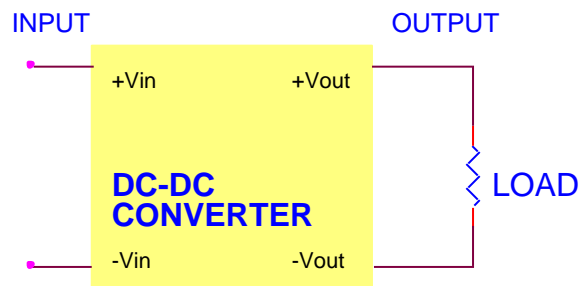 INPUT
OUTPUT
+Vin
+Vout
DC-DC
CONVERTER
LOAD
-Vin
-Vout